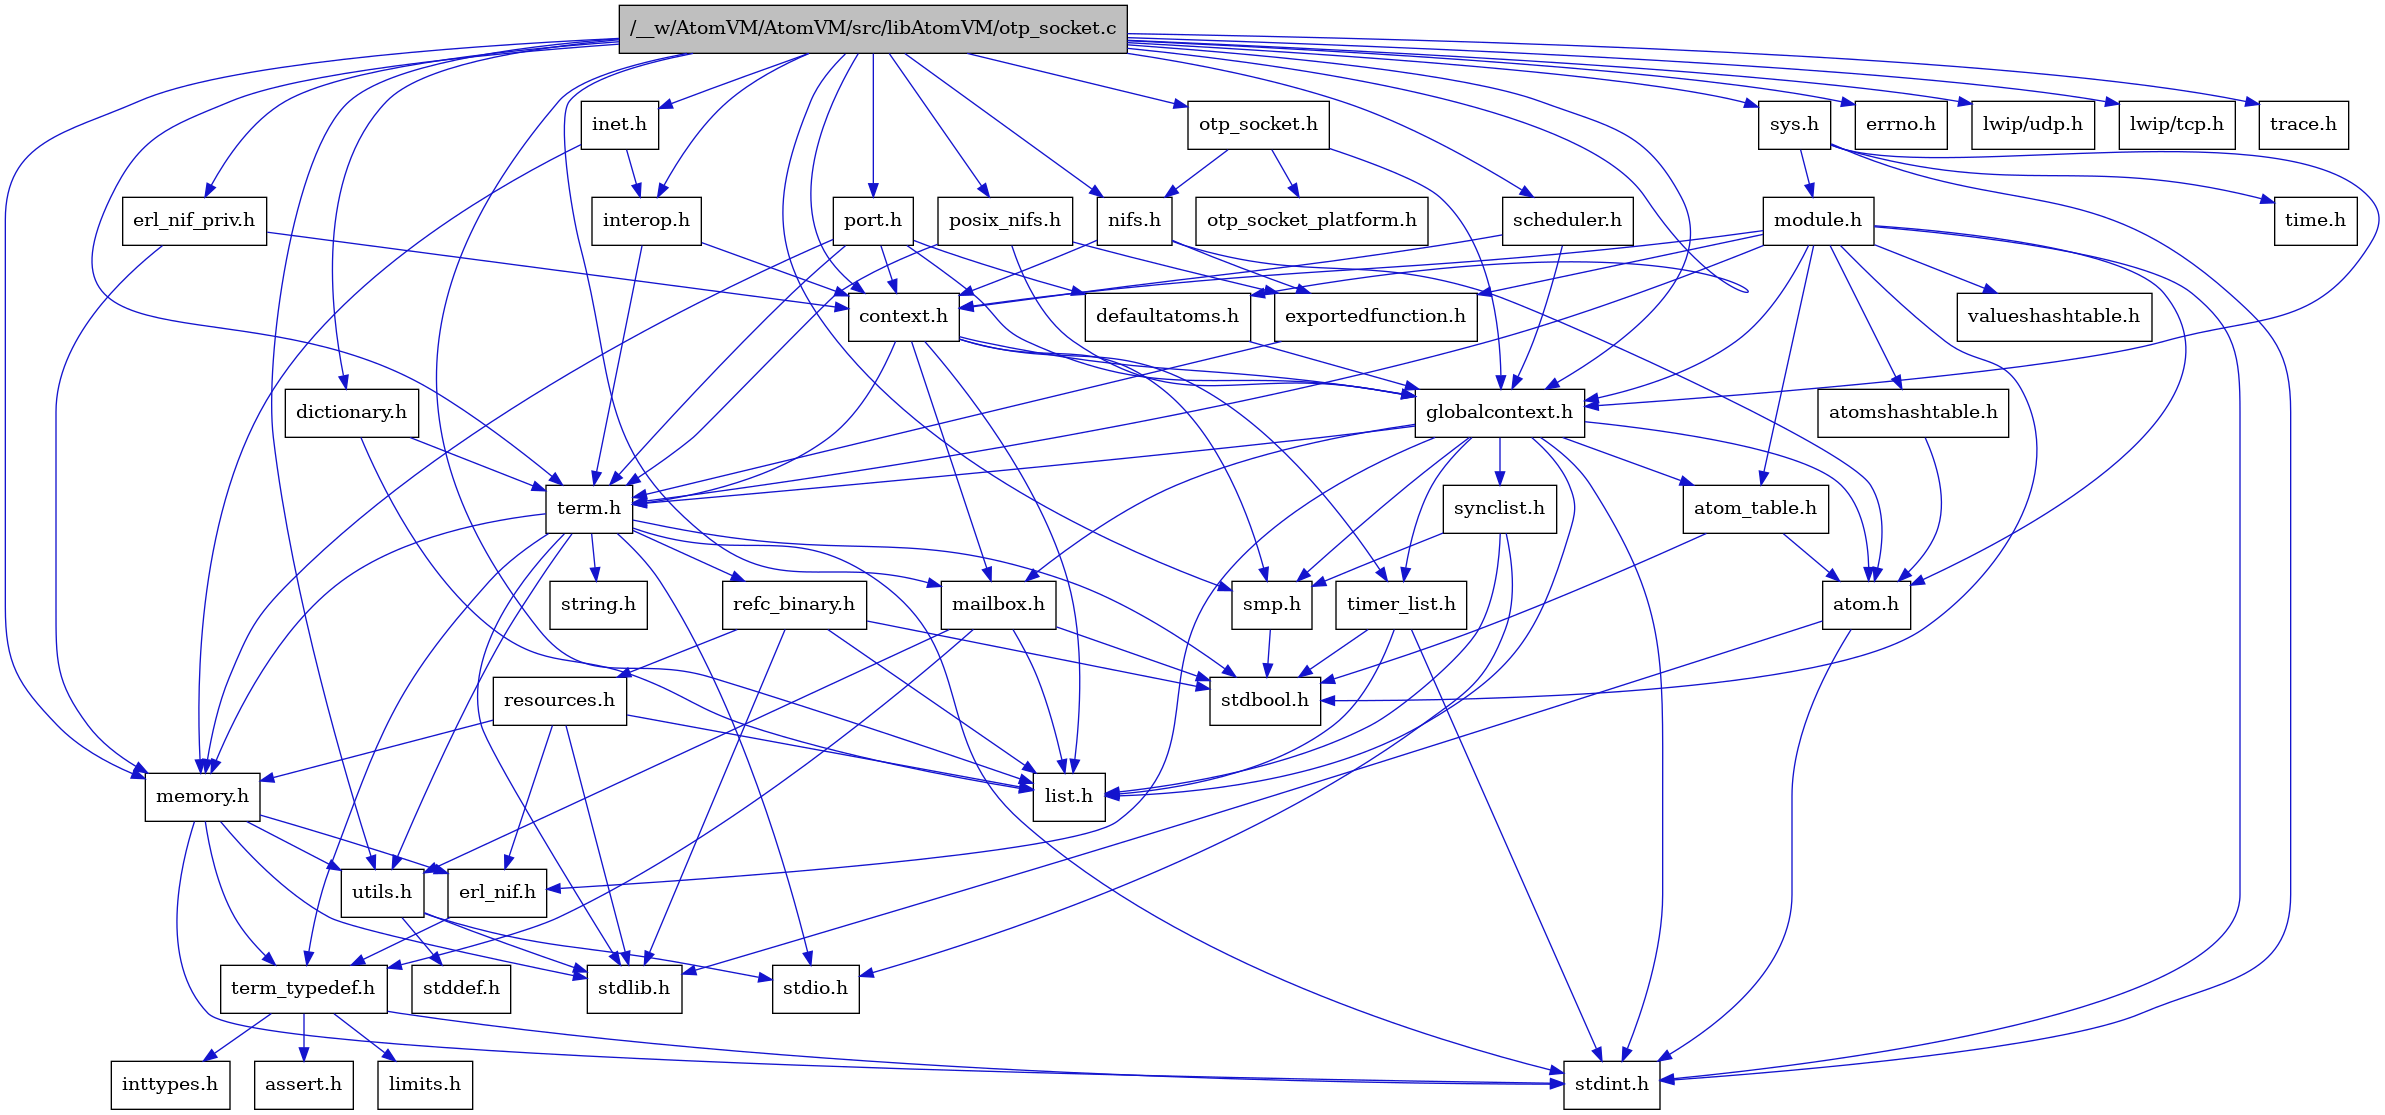 /__w/AtomVM/AtomVM/src/libAtomVM/otp_socket.c
inet.h
otp_socket.h
sys.h
errno.h
lwip/udp.h
lwip/tcp.h
trace.h
erl_nif_priv.h
interop.h
port.h
posix_nifs.h
nifs.h
otp_socket_platform.h
scheduler.h
module.h
time.h
context.h
defaultatoms.h
exportedfunction.h
valueshashtable.h
dictionary.h
globalcontext.h
atomshashtable.h
term.h
synclist.h
atom_table.h
string.h
refc_binary.h
mailbox.h
smp.h
timer_list.h
atom.h
resources.h
stdbool.h
memory.h
list.h
utils.h
erl_nif.h
term_typedef.h
stddef.h
stdlib.h
stdio.h
inttypes.h
assert.h
limits.h
stdint.h